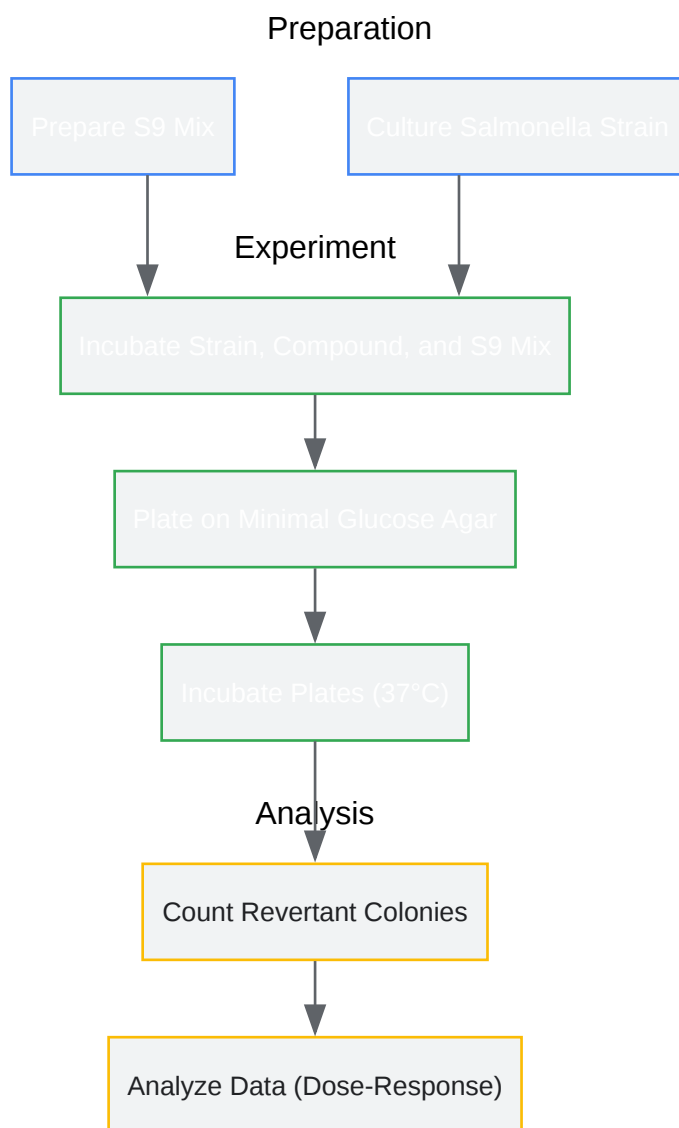 Preparation
Prepare S9 Mix
Culture Salmonella Strain
Experiment
Incubate Strain, Compound, and S9 Mix
Plate on Minimal Glucose Agar
Incubate Plates (37°C)
Analysis
Count Revertant Colonies
Analyze Data (Dose-Response)